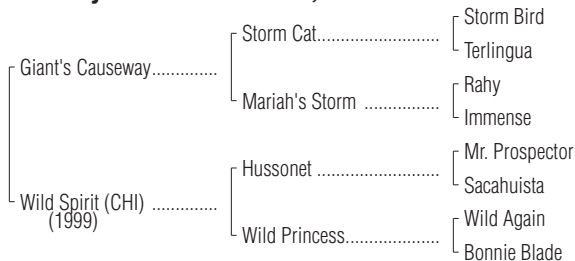 Storm Bird
Storm Cat........................
Terlingua
Giant's Causeway..............
Rahy
Mariah's Storm ...............
Immense
Mr. Prospector
Hussonet ........................
Sacahuista
Wild Spirit (CHI) ..............
(1999)
Wild Again
Wild Princess...................
Bonnie Blade